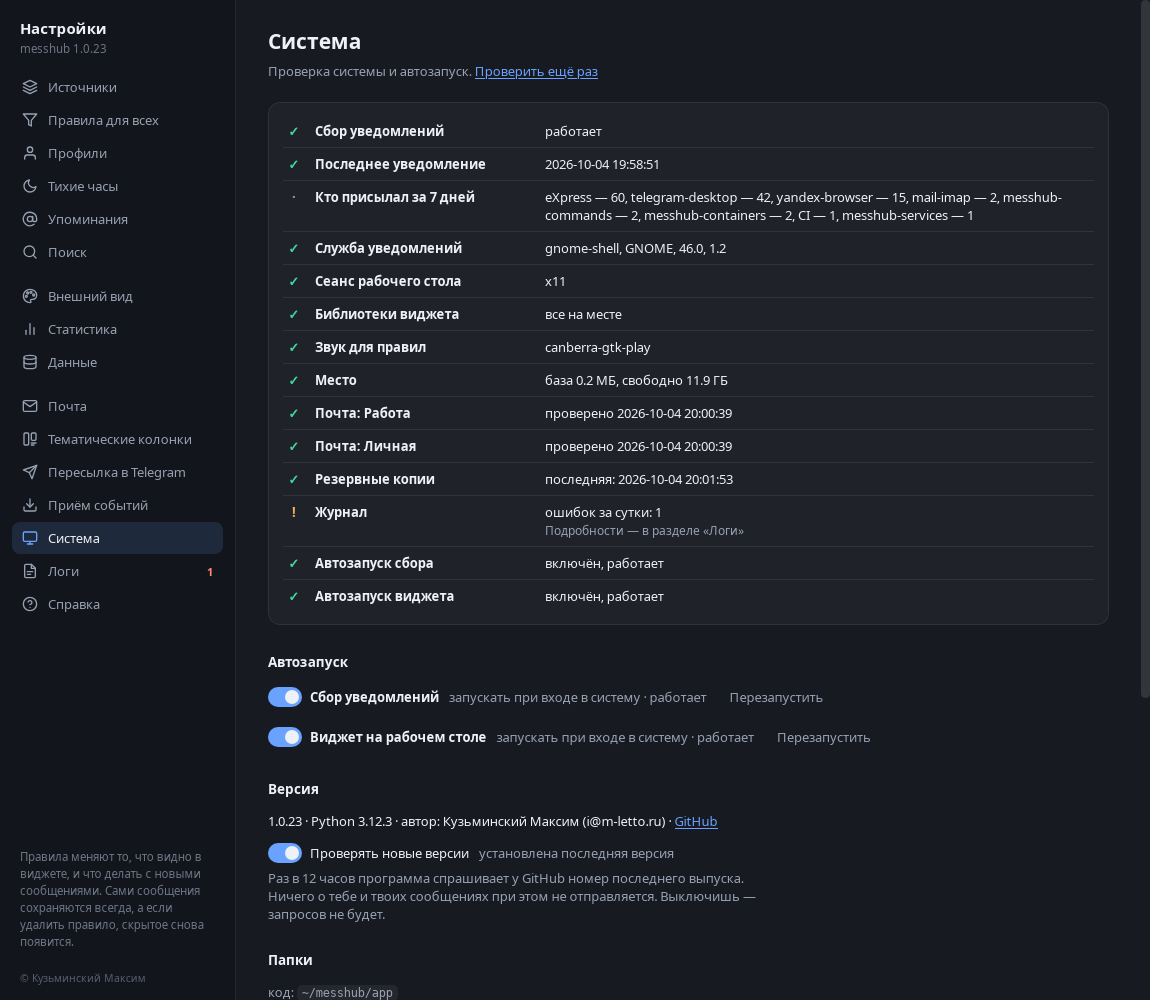 Настройки
messhub 1.0.23
Источники
Правила для всех
Профили
Тихие часы
Упоминания
Поиск
Внешний вид
Статистика
Данные
Почта
Тематические колонки
Пересылка в Telegram
Приём событий
Система
Логи 1
Справка
Правила меняют то, что видно в
виджете, и что делать с новыми
сообщениями. Сами сообщения
сохраняются всегда, а если
удалить правило, скрытое снова
появится.
© Кузьминский Максим
Система
Проверка системы и автозапуск. Проверить ещё раз
✓ Сбор уведомлений работает
✓ Последнее уведомление 2026-10-04 19:58:51
· Кто присылал за 7 дней eXpress — 60, telegram-desktop — 42, yandex-browser — 15, mail-imap — 2, messhub-
commands — 2, messhub-containers — 2, CI — 1, messhub-services — 1
✓ Служба уведомлений gnome-shell, GNOME, 46.0, 1.2
✓ Сеанс рабочего стола x11
✓ Библиотеки виджета все на месте
✓ Звук для правил canberra-gtk-play
✓ Место база 0.2 МБ, свободно 11.9 ГБ
✓ Почта: Работа проверено 2026-10-04 20:00:39
✓ Почта: Личная проверено 2026-10-04 20:00:39
✓ Резервные копии последняя: 2026-10-04 20:01:53
! Журнал ошибок за сутки: 1
Подробности — в разделе «Логи»
✓ Автозапуск сбора включён, работает
✓ Автозапуск виджета включён, работает
Автозапуск
Сбор уведомлений запускать при входе в систему · работает Перезапустить
Виджет на рабочем столе запускать при входе в систему · работает Перезапустить
Версия
1.0.23 · Python 3.12.3 · автор: Кузьминский Максим (i@m-letto.ru) · GitHub
Проверять новые версии установлена последняя версия
Раз в 12 часов программа спрашивает у GitHub номер последнего выпуска.
Ничего о тебе и твоих сообщениях при этом не отправляется. Выключишь —
запросов не будет.
Папки
код: ~/messhub/app